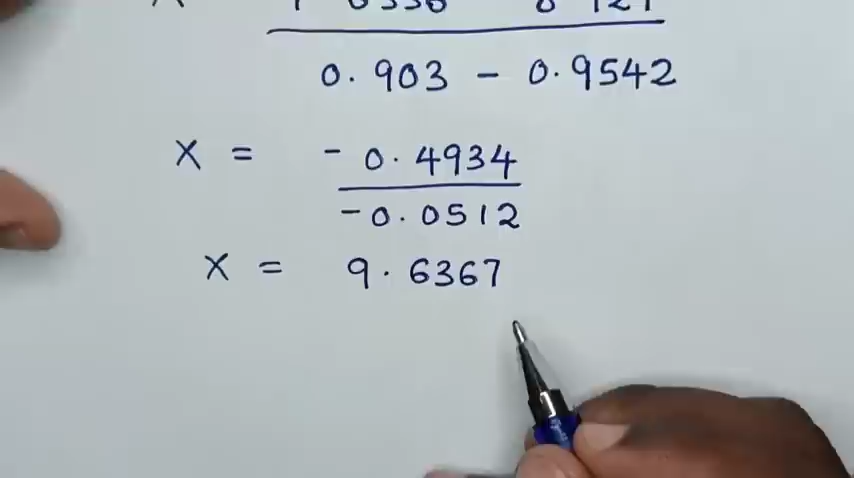 0.903 - 0.9542
X = -0.4934
-0.0512
X = 9.6367